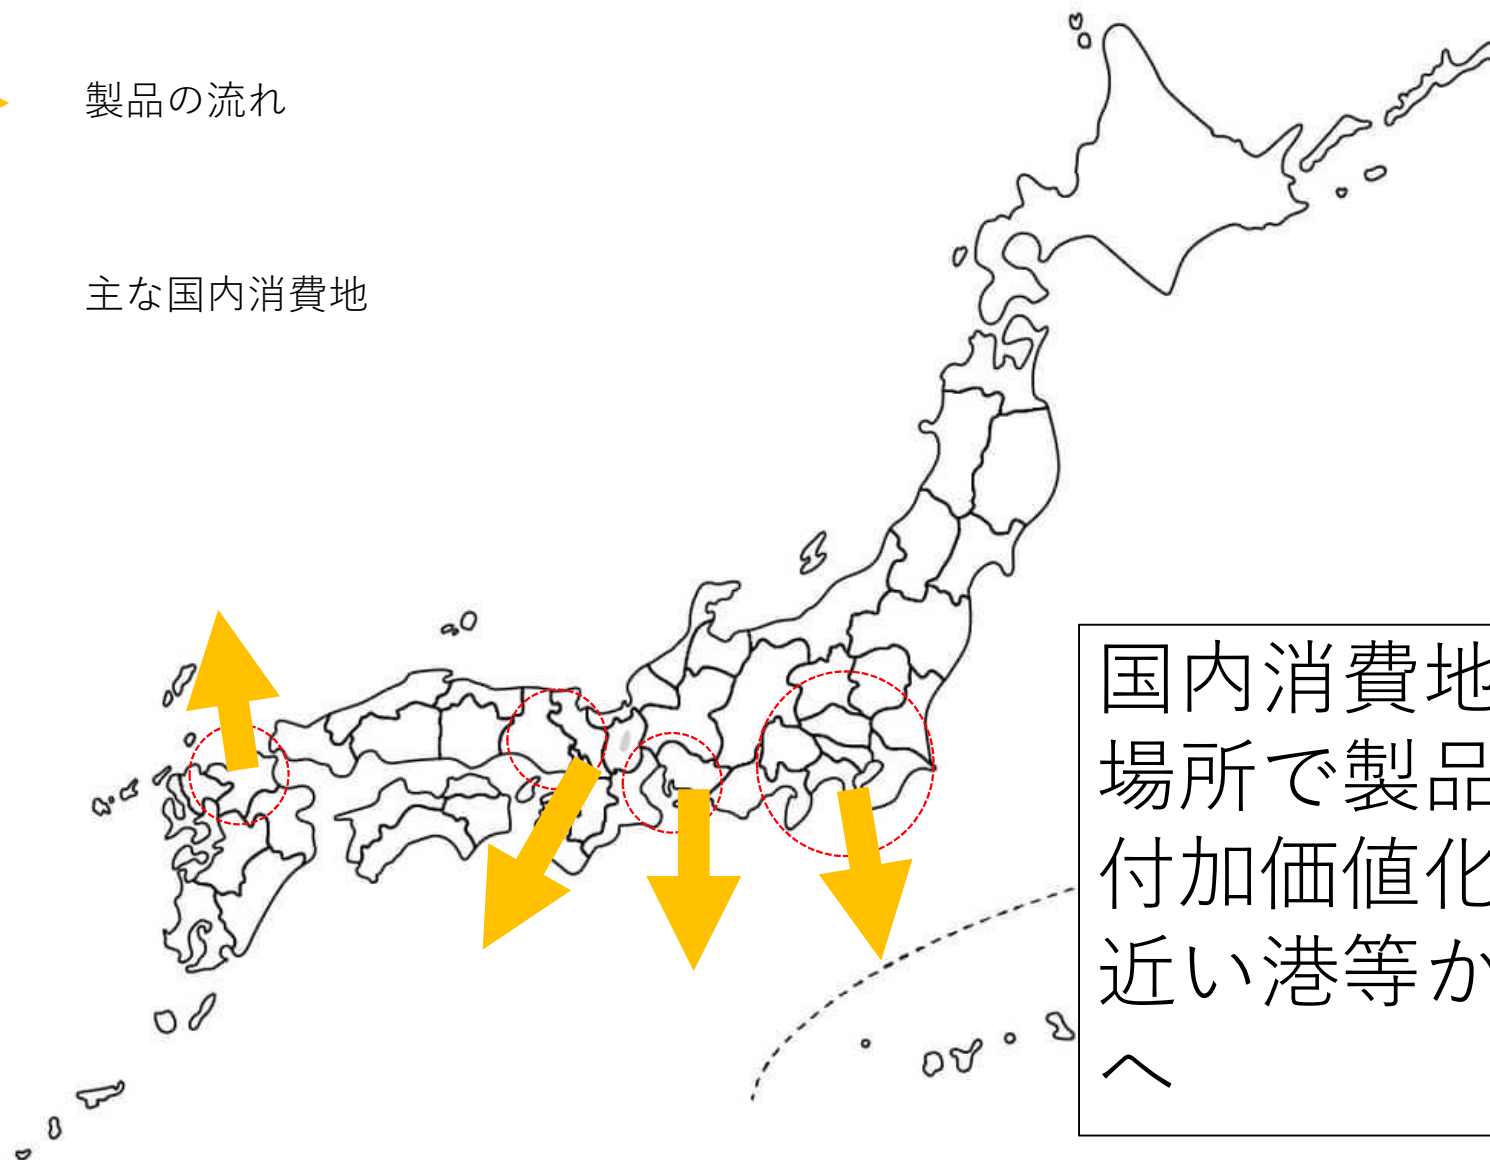 製品の流れ
主な国内消費地
国内消費地
場所で製品
付加価値化
近い港等か
へ